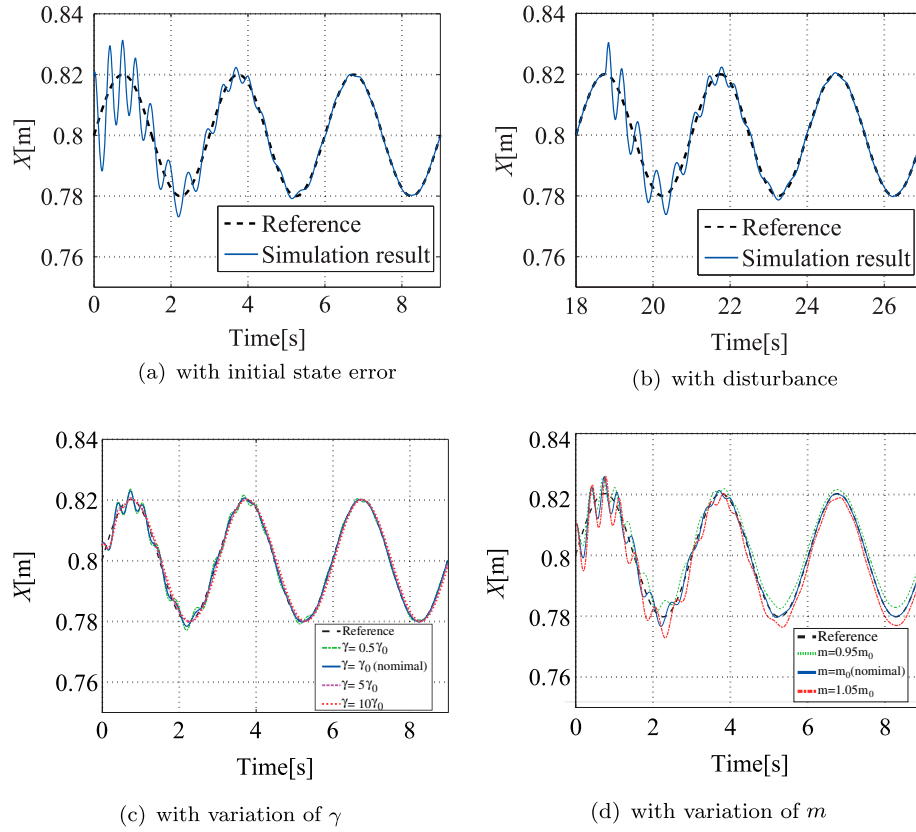 0.84
0.82
0.8
0.78
0.76
X[m]
Reference
Simulation result
0 2 4 6 8
Time[s]
(a) with initial state error
0.84
0.82
0.8
0.78
0.76
X[m]
Reference
Simulation result
18 20 22 24 26
Time[s]
(b) with disturbance
0.84
0.82
0.8
0.78
0.76
X[m]
Reference
γ= 0.5γ₀
γ= γ₀ (nomimal)
γ= 5γ₀
γ= 10γ₀
0 2 4 6 8
Time[s]
(c) with variation of γ
0.84
0.82
0.8
0.78
0.76
X[m]
Reference
m=0.95m₀
m=m₀(nomimal)
m=1.05m₀
0 2 4 6 8
Time[s]
(d) with variation of m